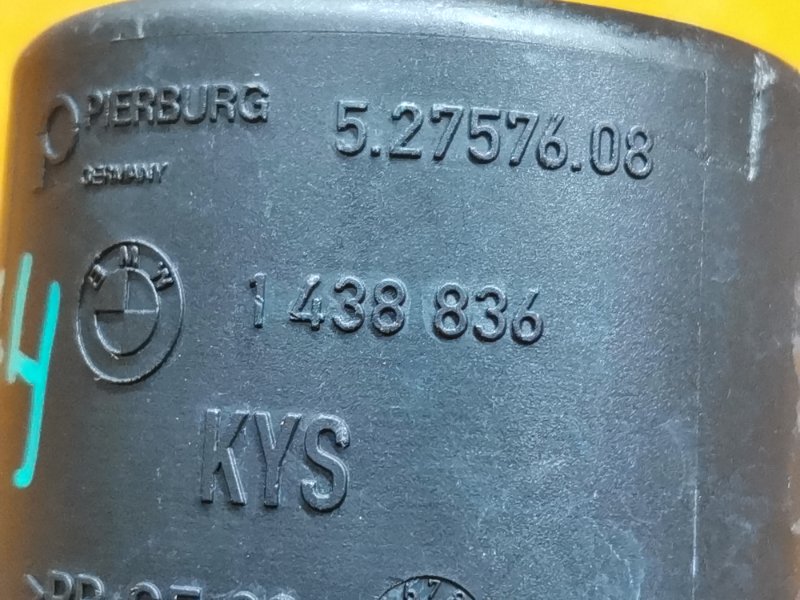 PIERBURG 5.27576.08
GERMANY
BMW
1 438 836
KYS